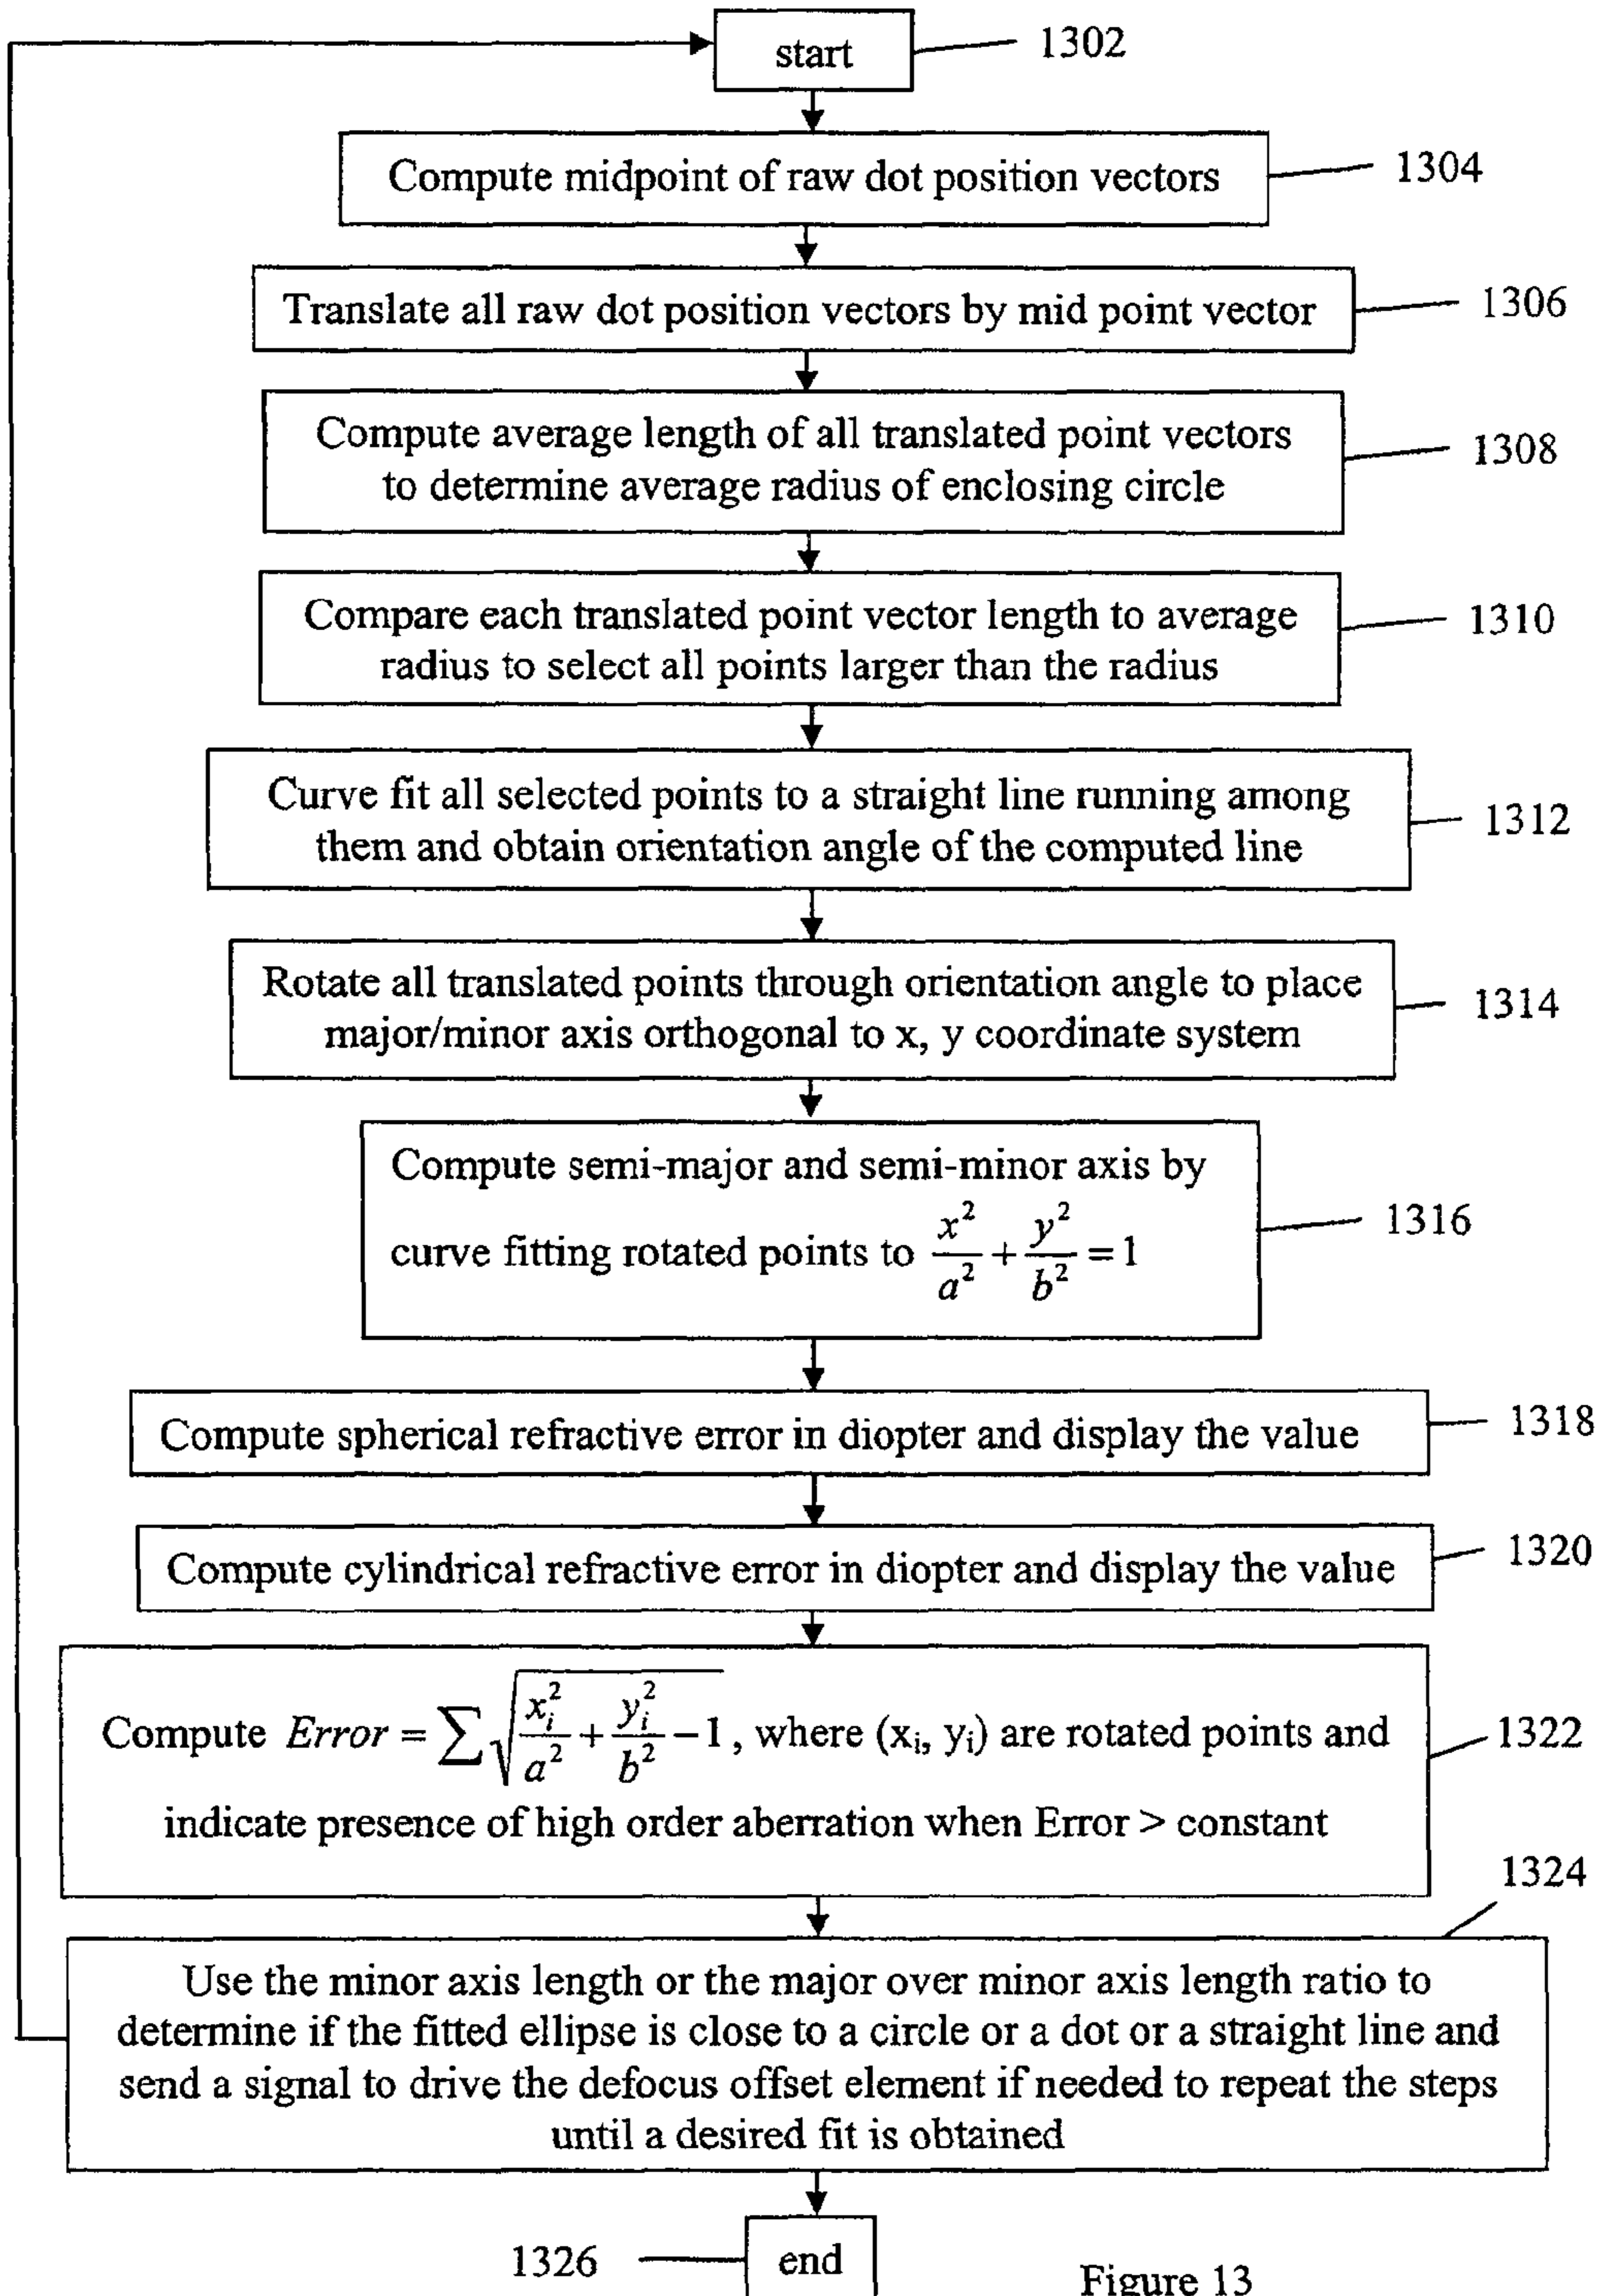 start
1302
Compute midpoint of raw dot position vectors
1304
Translate all raw dot position vectors by mid point vector
1306
Compute average length of all translated point vectors
to determine average radius of enclosing circle
1308
Compare each translated point vector length to average
radius to select all points larger than the radius
1310
Curve fit all selected points to a straight line running among
them and obtain orientation angle of the computed line
1312
Rotate all translated points through orientation angle to place
major/minor axis orthogonal to x, y coordinate system
1314
Compute semi-major and semi-minor axis by
curve fitting rotated points to x²/a² + y²/b² = 1
1316
Compute spherical refractive error in diopter and display the value
1318
Compute cylindrical refractive error in diopter and display the value
1320
Compute Error = ∑√(xᵢ²/a² + yᵢ²/b² − 1), where (xᵢ, yᵢ) are rotated points and
indicate presence of high order aberration when Error > constant
1322
1324
Use the minor axis length or the major over minor axis length ratio to
determine if the fitted ellipse is close to a circle or a dot or a straight line and
send a signal to drive the defocus offset element if needed to repeat the steps
until a desired fit is obtained
1326
end
Figure 13